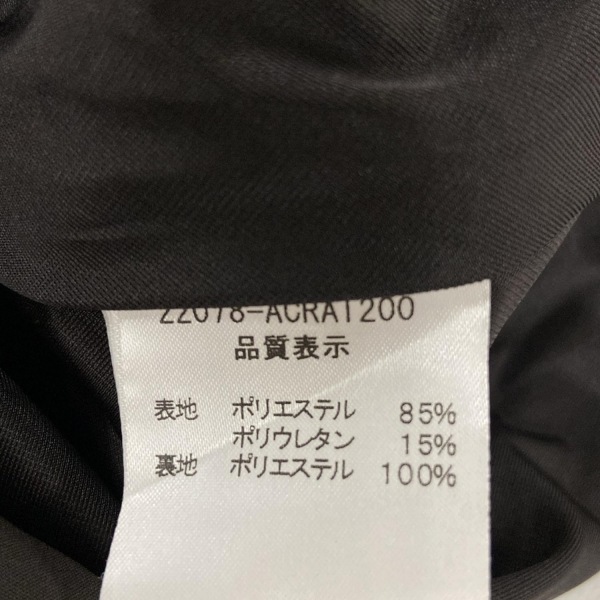 22078-ACRA1200
品質表示
表地 ポリエステル 85%
ポリウレタン 15%
裏地 ポリエステル 100%